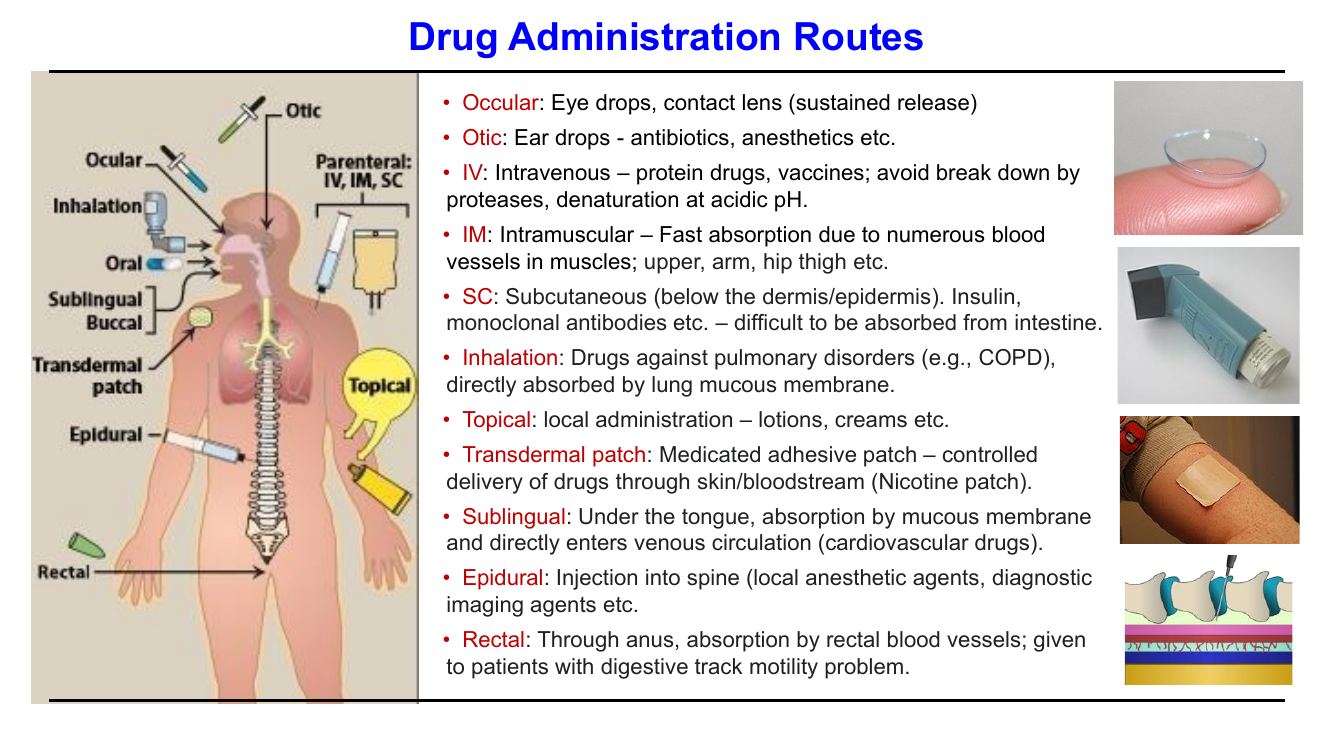 Drug Administration Routes
Otic
Ocular
Parenteral:
IV, IM, SC
Inhalation
Oral
Sublingual
Buccal
Transdermal
patch
Topical
Epidural
Rectal
• Occular: Eye drops, contact lens (sustained release)
• Otic: Ear drops - antibiotics, anesthetics etc.
• IV: Intravenous – protein drugs, vaccines; avoid break down by
proteases, denaturation at acidic pH.
• IM: Intramuscular – Fast absorption due to numerous blood
vessels in muscles; upper, arm, hip thigh etc.
• SC: Subcutaneous (below the dermis/epidermis). Insulin,
monoclonal antibodies etc. – difficult to be absorbed from intestine.
• Inhalation: Drugs against pulmonary disorders (e.g., COPD),
directly absorbed by lung mucous membrane.
• Topical: local administration – lotions, creams etc.
• Transdermal patch: Medicated adhesive patch – controlled
delivery of drugs through skin/bloodstream (Nicotine patch).
• Sublingual: Under the tongue, absorption by mucous membrane
and directly enters venous circulation (cardiovascular drugs).
• Epidural: Injection into spine (local anesthetic agents, diagnostic
imaging agents etc.
• Rectal: Through anus, absorption by rectal blood vessels; given
to patients with digestive track motility problem.